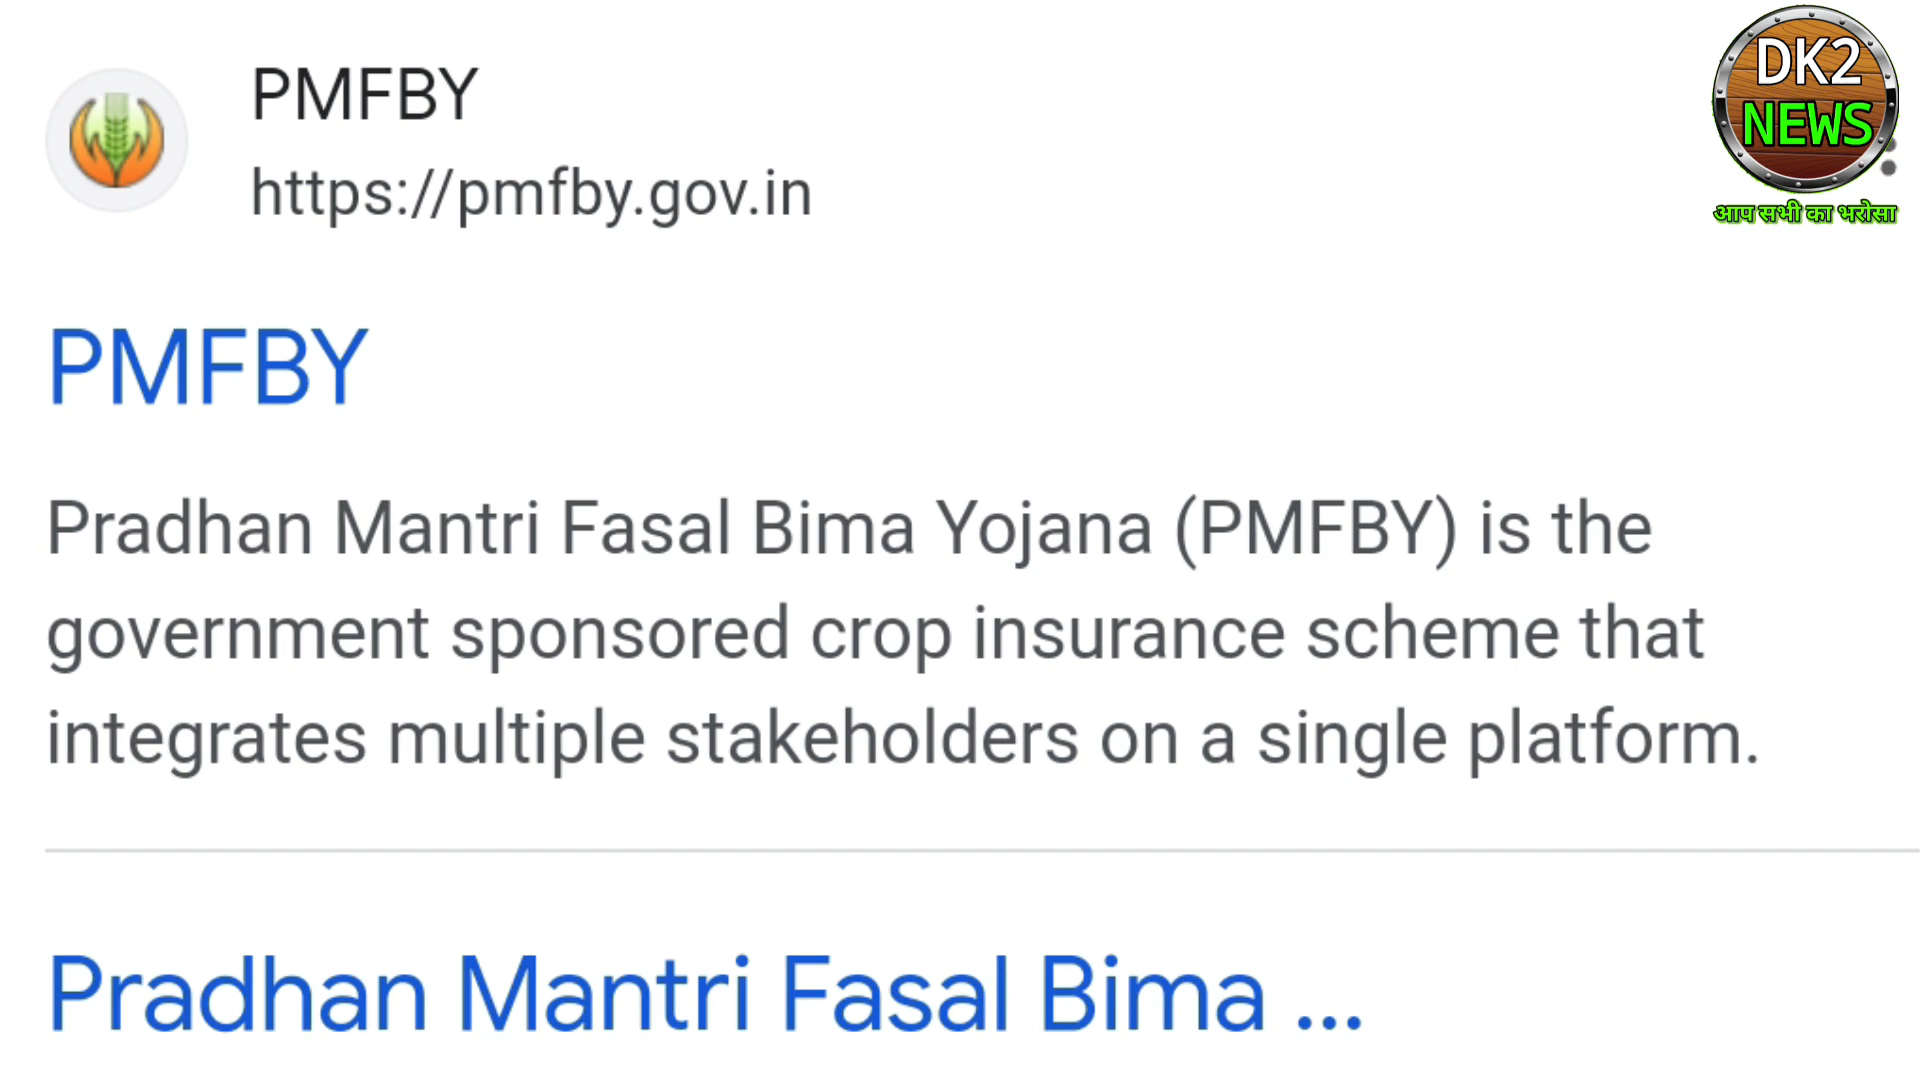 PMFBY
https://pmfby.gov.in
DK2
NEWS
आप सभी का भरोसा
PMFBY
Pradhan Mantri Fasal Bima Yojana (PMFBY) is the
government sponsored crop insurance scheme that
integrates multiple stakeholders on a single platform.
Pradhan Mantri Fasal Bima ...